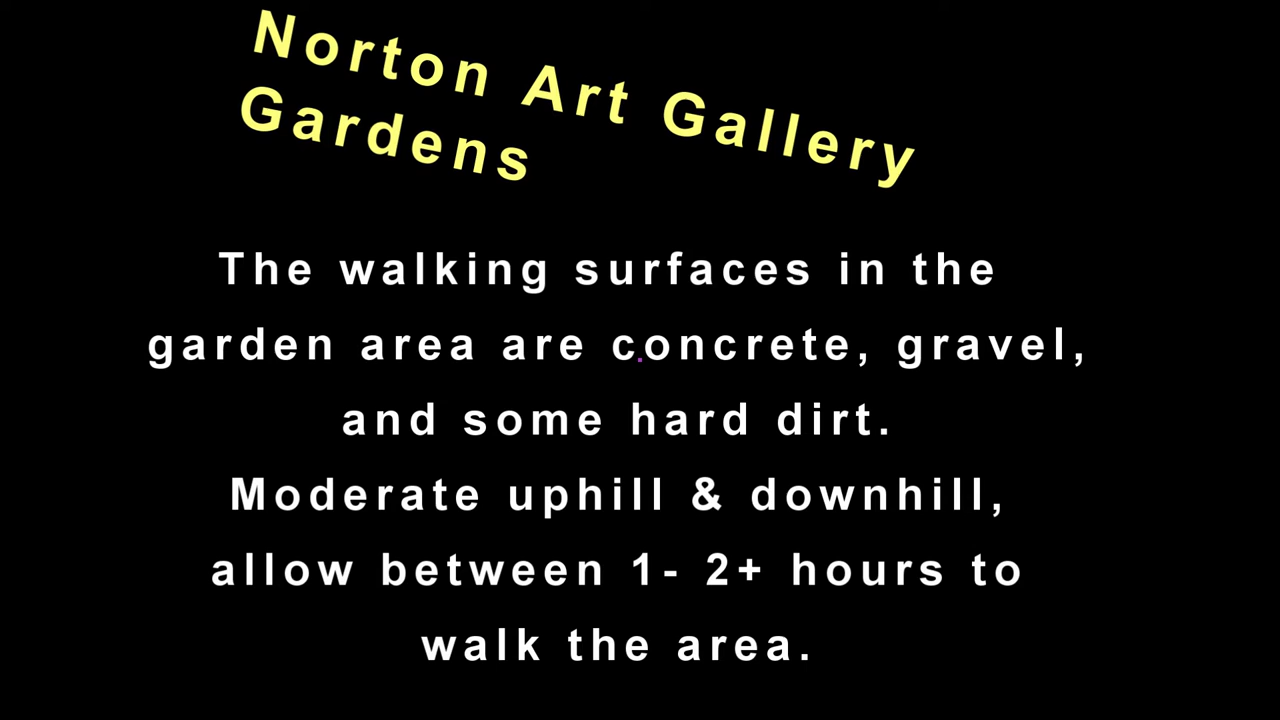 Norton Art Gallery
Gardens
The walking surfaces in the
garden area are concrete, gravel,
and some hard dirt.
Moderate uphill & downhill,
allow between 1- 2+ hours to
walk the area.